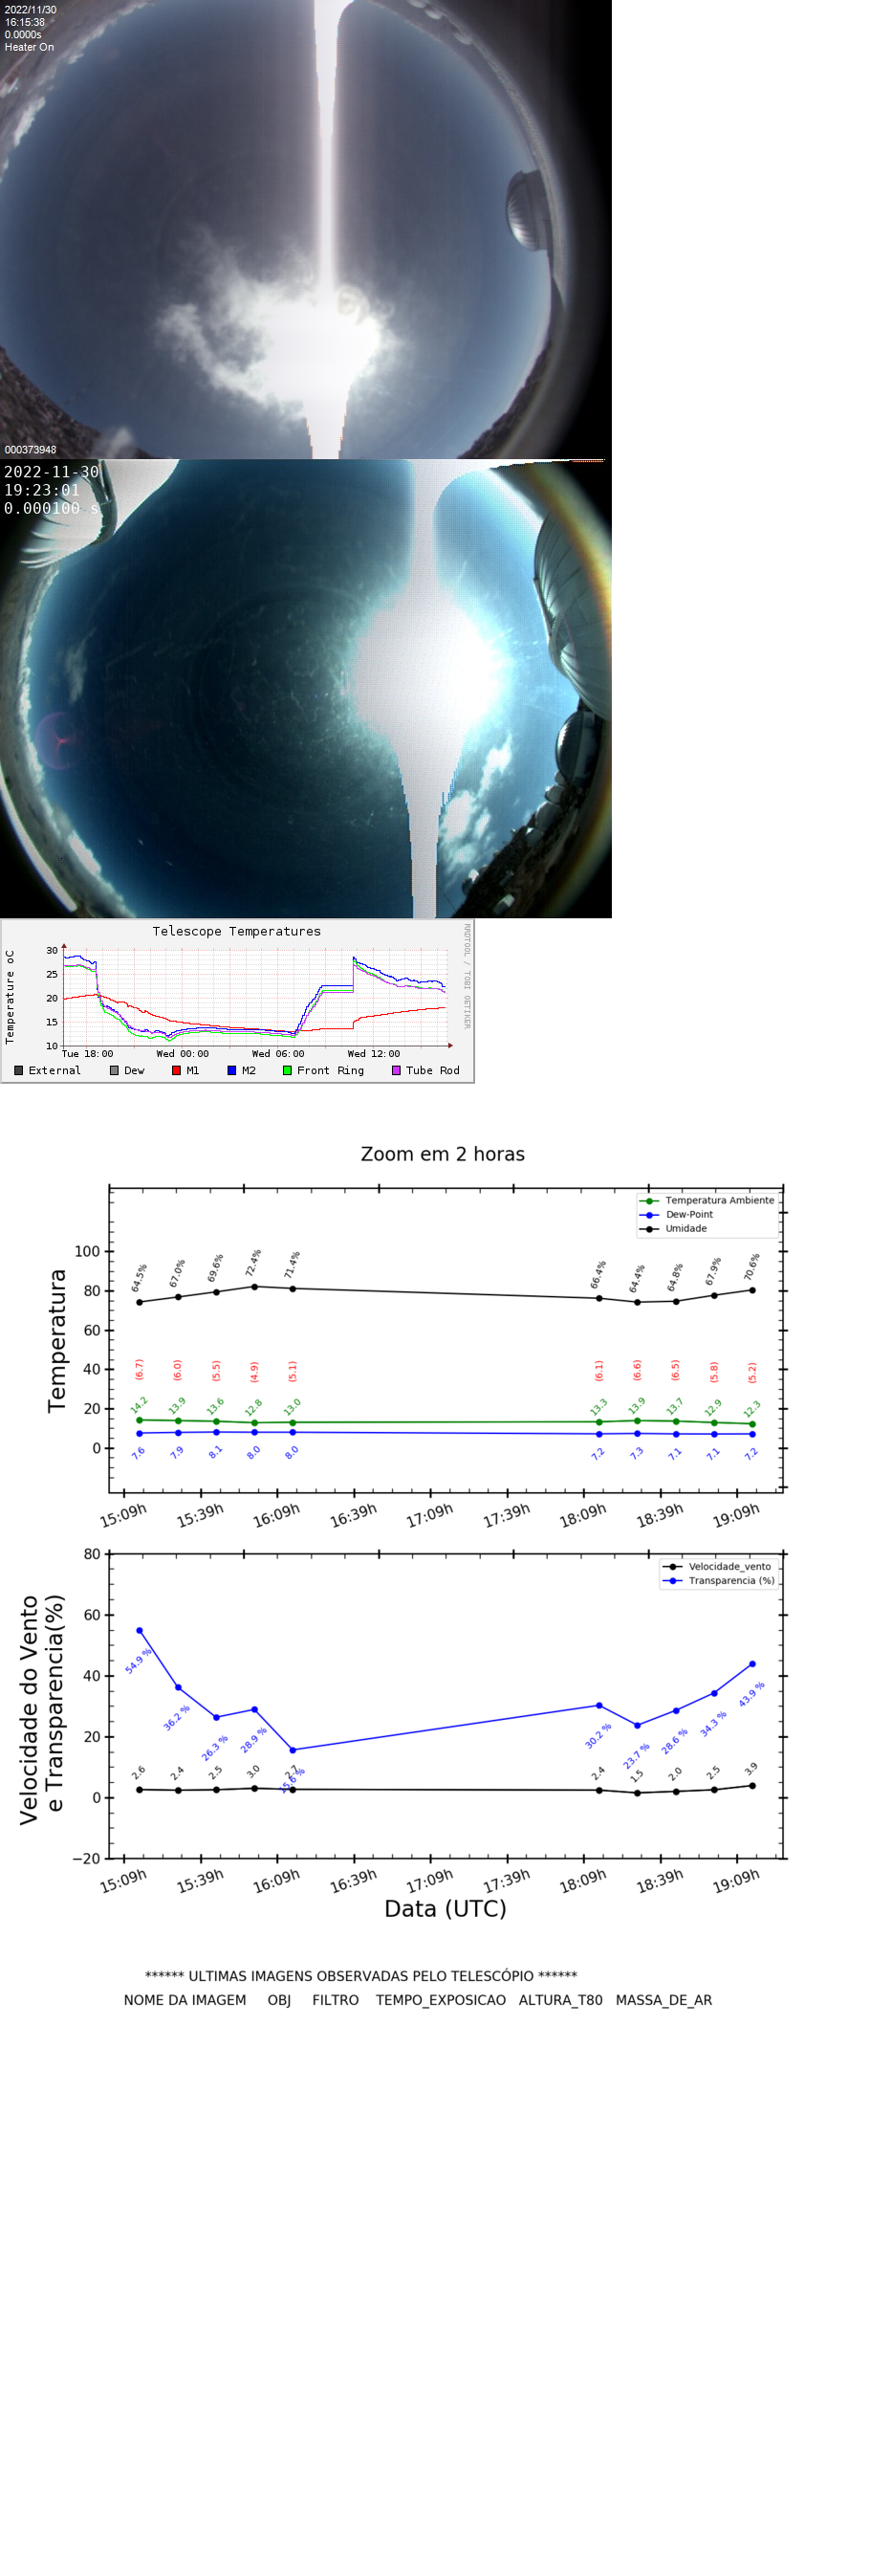 2022/11/30
16:15:38
0.0000s
Heater On
000373948
2022-11-30
19:23:01
0.000100 s
Telescope Temperatures
RRDTOOL / TOBI OETIKER
Temperature oC
30
25
20
15
10
Tue 18:00 Wed 00:00 Wed 06:00 Wed 12:00
External Dew M1 M2 Front Ring Tube Rod
Zoom em 2 horas
Temperatura Ambiente
Dew-Point
Umidade
Temperatura
100
80
60
40
20
0
64.5% 67.0% 69.6% 72.4% 71.4% 66.4% 64.4% 64.8% 67.9% 70.6%
(6.7) (6.0) (5.5) (4.9) (5.1) (6.1) (6.6) (6.5) (5.8) (5.2)
14.2 13.9 13.6 12.8 13.0 13.3 13.9 13.7 12.9 12.3
7.6 7.9 8.1 8.0 8.0 7.2 7.3 7.1 7.1 7.2
15:09h 15:39h 16:09h 16:39h 17:09h 17:39h 18:09h 18:39h 19:09h
Velocidade_vento
Transparencia (%)
Velocidade do Vento
e Transparencia(%)
80
60
40
20
0
−20
54.9 % 36.2 % 26.3 % 28.9 % 15.6 % 30.2 % 23.7 % 28.6 % 34.3 % 43.9 %
2.6 2.4 2.5 3.0 2.7 2.4 1.5 2.0 2.5 3.9
15:09h 15:39h 16:09h 16:39h 17:09h 17:39h 18:09h 18:39h 19:09h
Data (UTC)
****** ULTIMAS IMAGENS OBSERVADAS PELO TELESCÓPIO ******
NOME DA IMAGEM OBJ FILTRO TEMPO_EXPOSICAO ALTURA_T80 MASSA_DE_AR